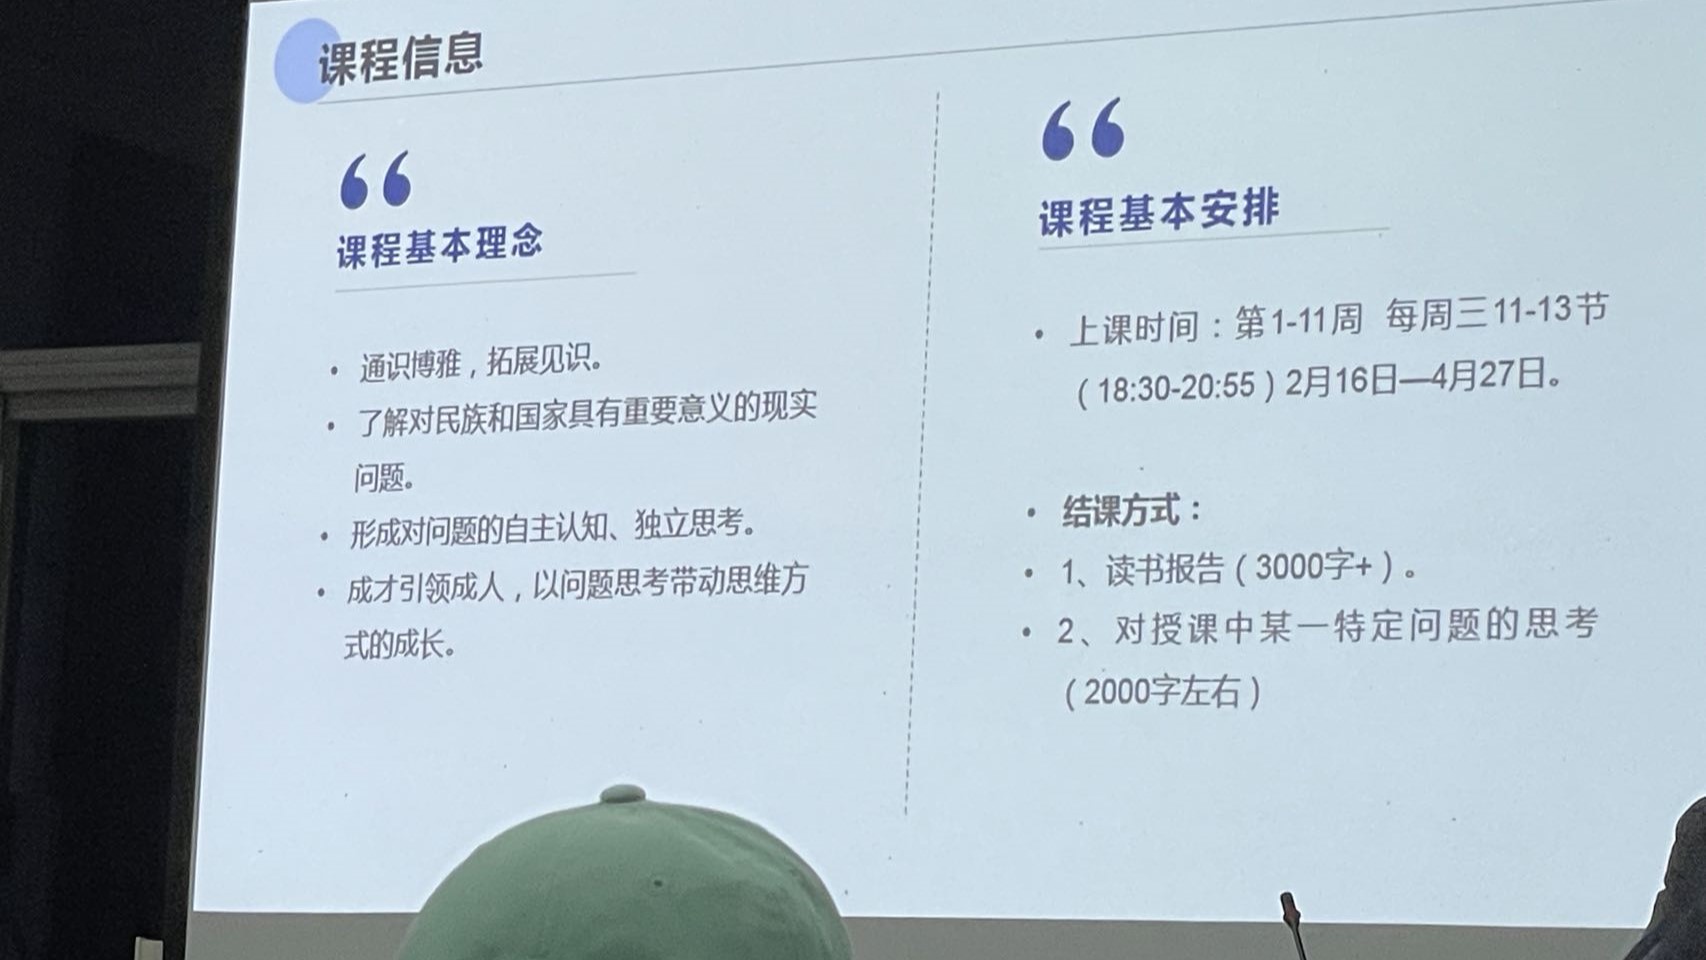 课程信息
课程基本理念
• 通识博雅，拓展见识。
• 了解对民族和国家具有重要意义的现实
问题。
• 形成对问题的自主认知、独立思考。
• 成才引领成人，以问题思考带动思维方
式的成长。
课程基本安排
• 上课时间：第1-11周 每周三11-13节
（18:30-20:55）2月16日—4月27日。
• 结课方式：
• 1、读书报告（3000字+）。
• 2、对授课中某一特定问题的思考
（2000字左右）